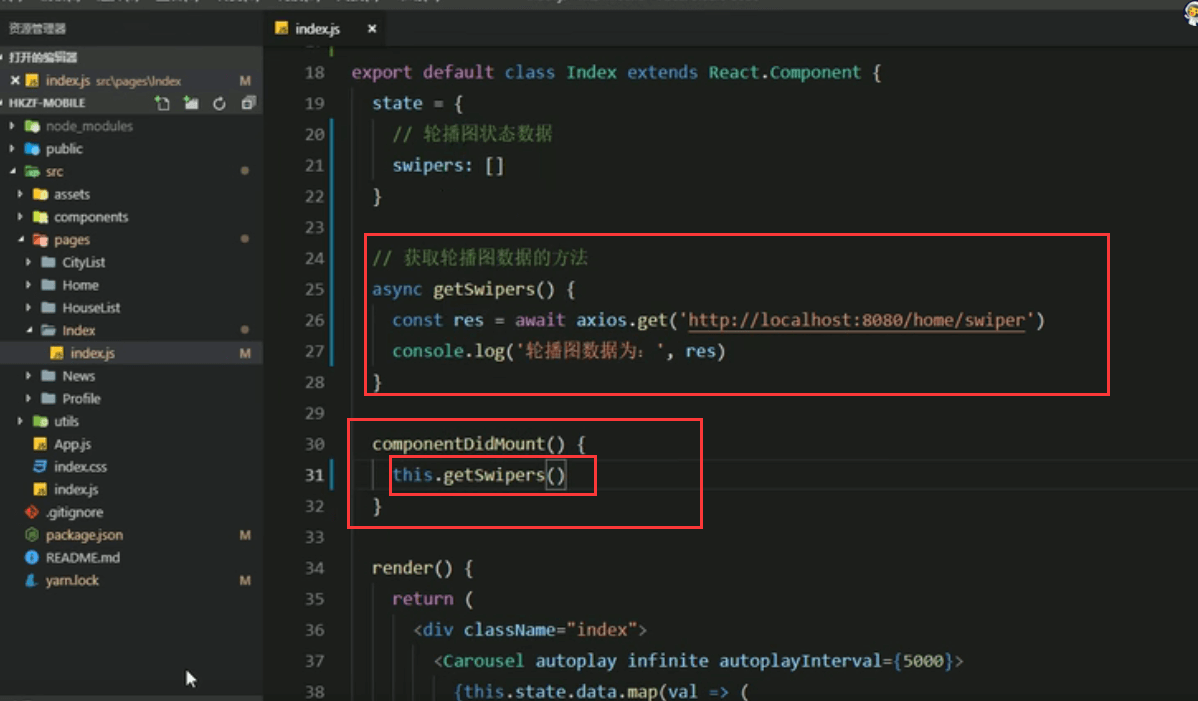 资源管理器
打开的编辑器
index.js src\pages\Index M
HKZF-MOBILE
node_modules
public
src
assets
components
pages
CityList
Home
HouseList
Index
index.js M
News
Profile
utils
App.js
index.css
index.js
.gitignore
package.json M
README.md
yarn.lock M
index.js
18 export default class Index extends React.Component {
19 state = {
20 // 轮播图状态数据
21 swipers: []
22 }
23
24 // 获取轮播图数据的方法
25 async getSwipers() {
26 const res = await axios.get('http://localhost:8080/home/swiper')
27 console.log('轮播图数据为：', res)
28 }
29
30 componentDidMount() {
31 this.getSwipers()
32 }
33
34 render() {
35 return (
36 <div className="index">
37 <Carousel autoplay infinite autoplayInterval={5000}>
38 {this.state.data.map(val => (